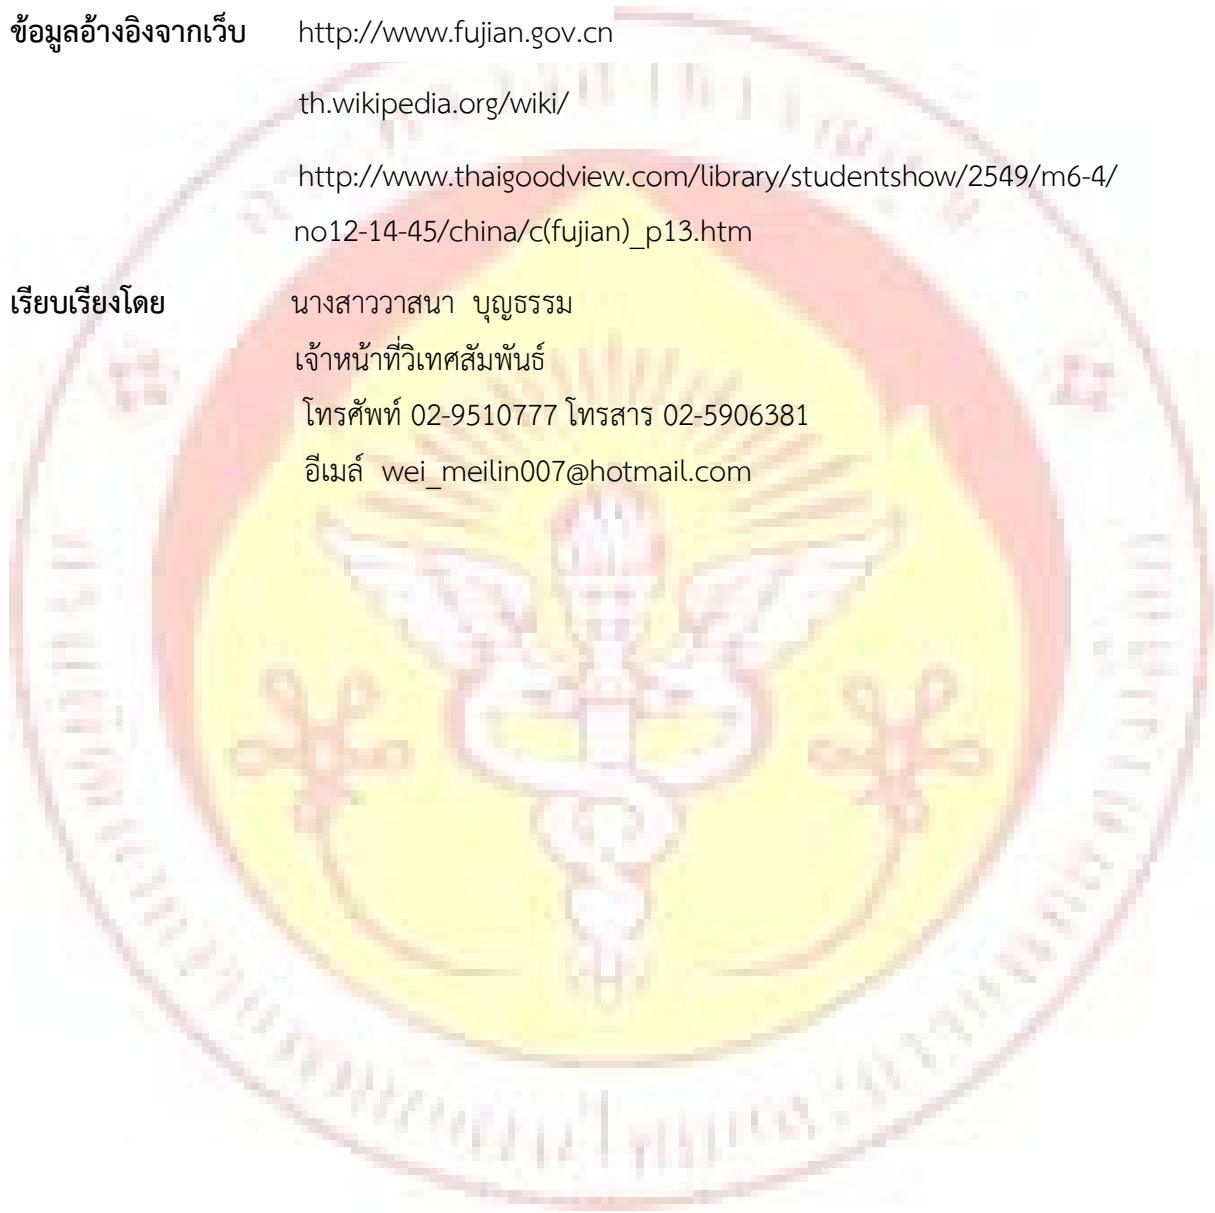 ข้อมูลอ้างอิงจากเว็บ http://www.fujian.gov.cn
th.wikipedia.org/wiki/
http://www.thaigoodview.com/library/studentshow/2549/m6-4/
no12-14-45/china/c(fujian)_p13.htm
เรียบเรียงโดย นางสาววาสนา บุญธรรม
เจ้าหน้าที่วิเทศสัมพันธ์
โทรศัพท์ 02-9510777 โทรสาร 02-5906381
อีเมล์ wei_meilin007@hotmail.com